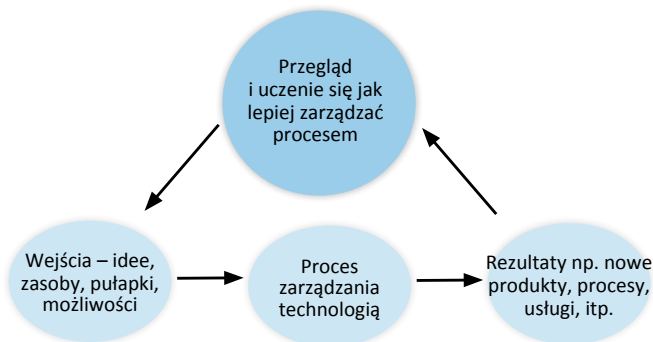 Przegląd
i uczenie się jak
lepiej zarządzać
procesem
Wejścia – idee,
zasoby, pułapki,
możliwości
Proces
zarządzania
technologią
Rezultaty np. nowe
produkty, procesy,
usługi, itp.